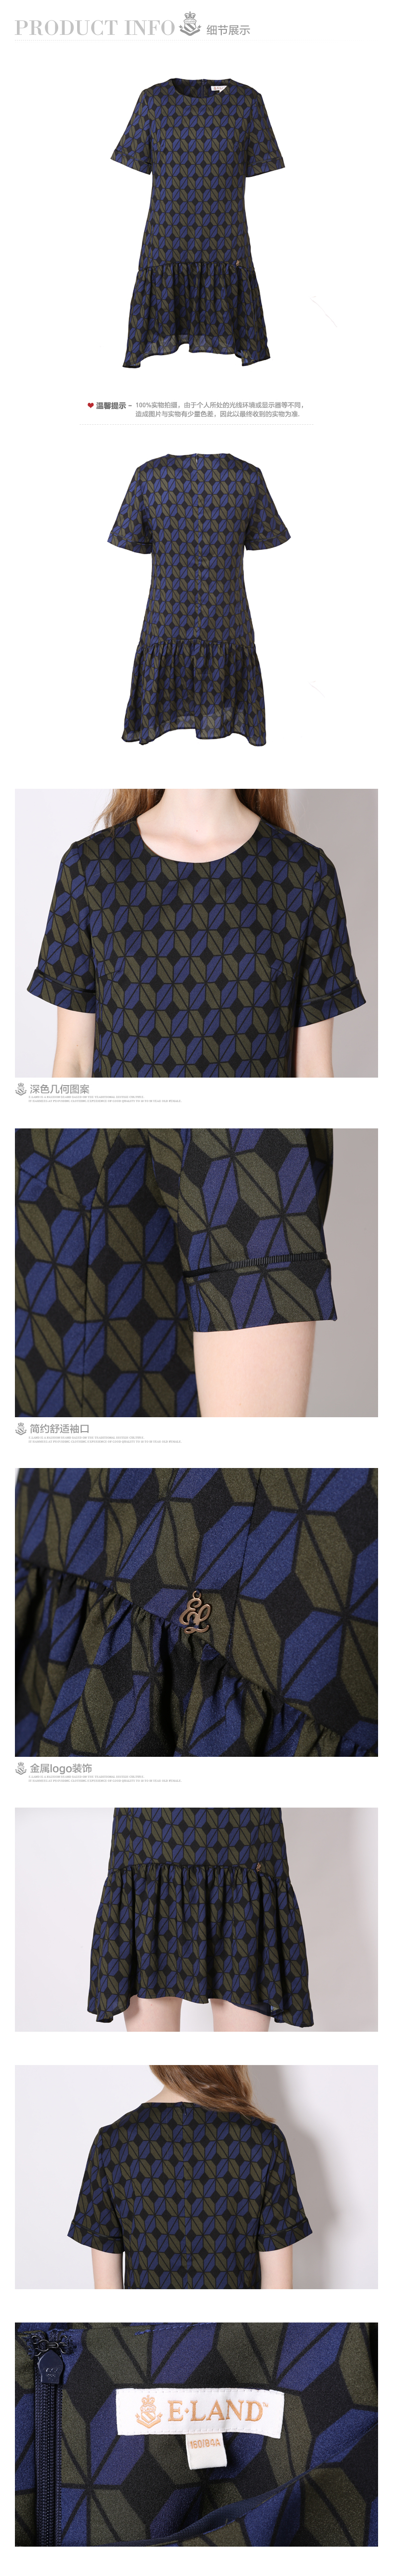 PRODUCT INFO 细节展示
温馨提示 - 100%实物拍摄，由于个人所处的光线环境或显示器等不同，
造成图片与实物有少量色差，因此以最终收到的实物为准.
深色几何图案
简约舒适袖口
金属logo装饰
E·LAND
160/84A